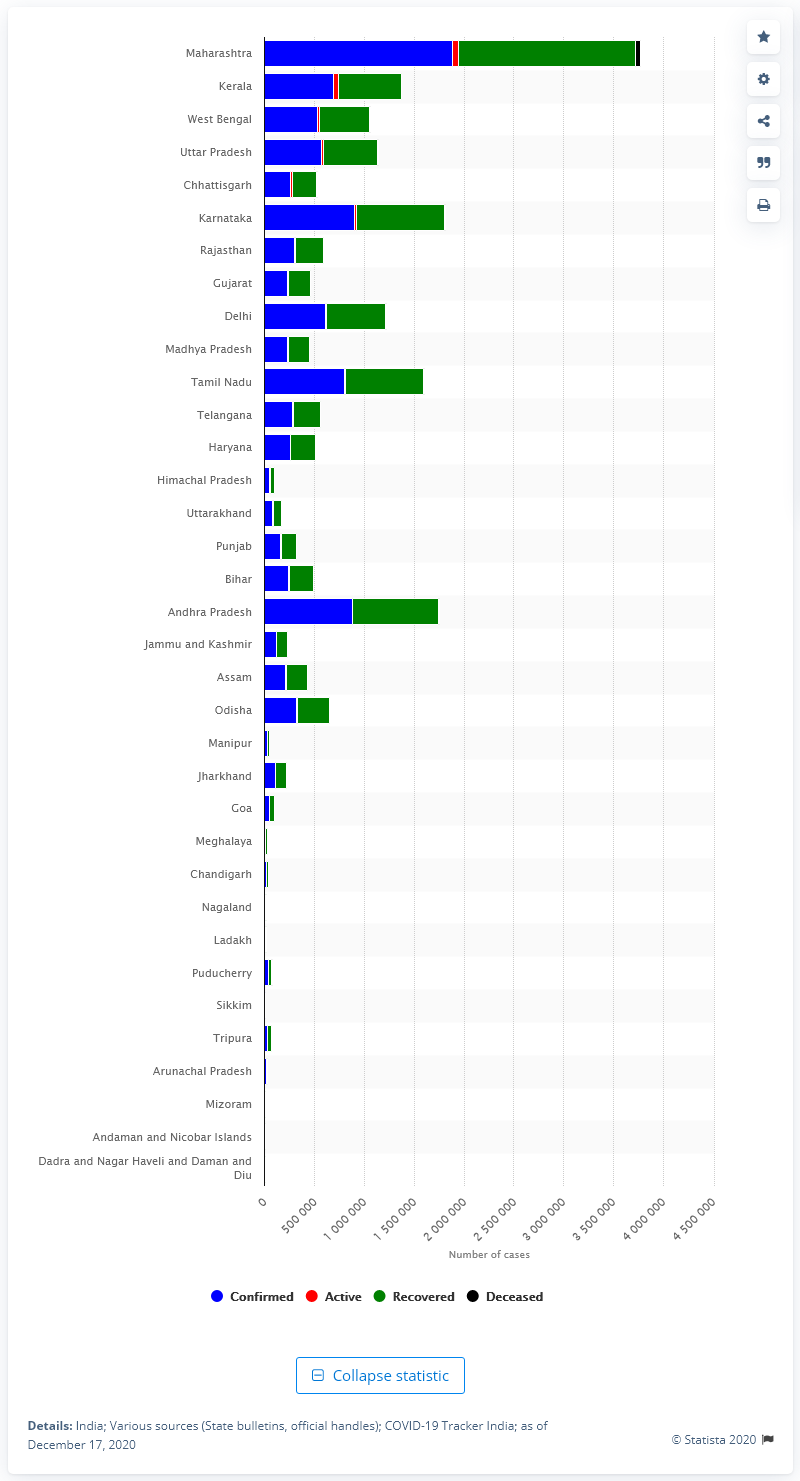 Maharashtra
Kerala
West Bengal
Uttar Pradesh
Chhattisgarh
Karnataka
Rajasthan
Gujarat
Delhi
Madhya Pradesh
Tamil Nadu
Telangana
Haryana
Himachal Pradesh
Uttarakhand
Punjab
Bihar
Andhra Pradesh
Jammu and Kashmir
Assam
Odisha
Manipur
Jharkhand
Goa
Meghalaya
Chandigarh
Nagaland
Ladakh
Puducherry
Sikkim
Tripura
Arunachal Pradesh
Mizoram
Andaman and Nicobar Islands
Dadra and Nagar Haveli and Daman and
Diu
0 500 000 1 000 000 1 500 000 2 000 000 2 500 000 3 000 000 3 500 000 4 000 000 4 500 000
Number of cases
Confirmed Active Recovered Deceased
Collapse statistic
Details: India; Various sources (State bulletins, official handles); COVID-19 Tracker India; as of
December 17, 2020
© Statista 2020